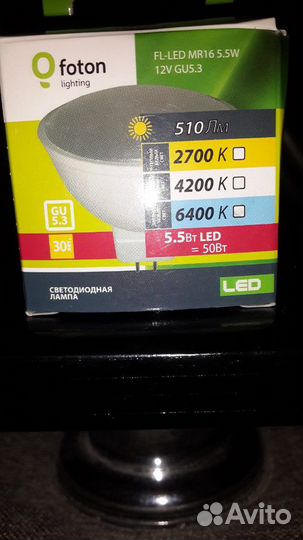 foton
lighting
FL-LED MR16 5.5W
12V GU5.3
510 Лм
2700 K
4200 K
6400 K
GU
5.3
30
5.5Вт LED
= 50Вт
СВЕТОДИОДНАЯ
ЛАМПА
LED
Avito